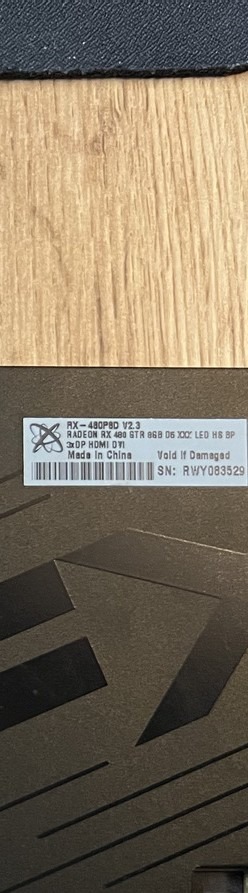 RX-480P8D V2.3
RADEON RX 480 GTR 8GB D5 XXX LED HS BP
3xDP HDMI DVI
Made in China Void If Damaged
SN: RWY083529